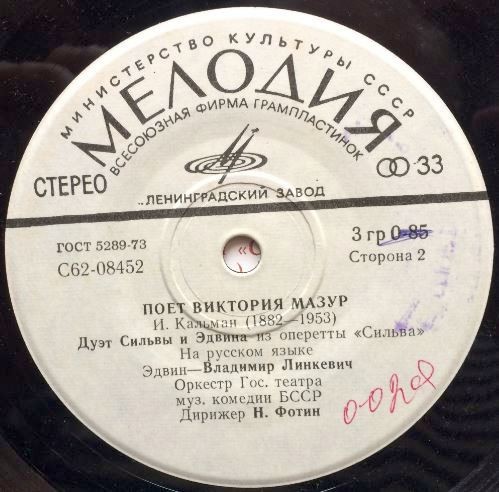 МИНИСТЕРСТВО КУЛЬТУРЫ СССР
МЕЛОДИЯ
ВСЕСОЮЗНАЯ ФИРМА ГРАМПЛАСТИНОК
СТЕРЕО
33
ЛЕНИНГРАДСКИЙ ЗАВОД
ГОСТ 5289-73
3 гр 0-85
С62-08452
Сторона 2
ПОЕТ ВИКТОРИЯ МАЗУР
И. Кальман (1882—1953)
Дуэт Сильвы и Эдвина из оперетты «Сильва»
На русском языке
Эдвин—Владимир Линкевич
Оркестр Гос. театра
муз. комедии БССР
Дирижер Н. Фотин